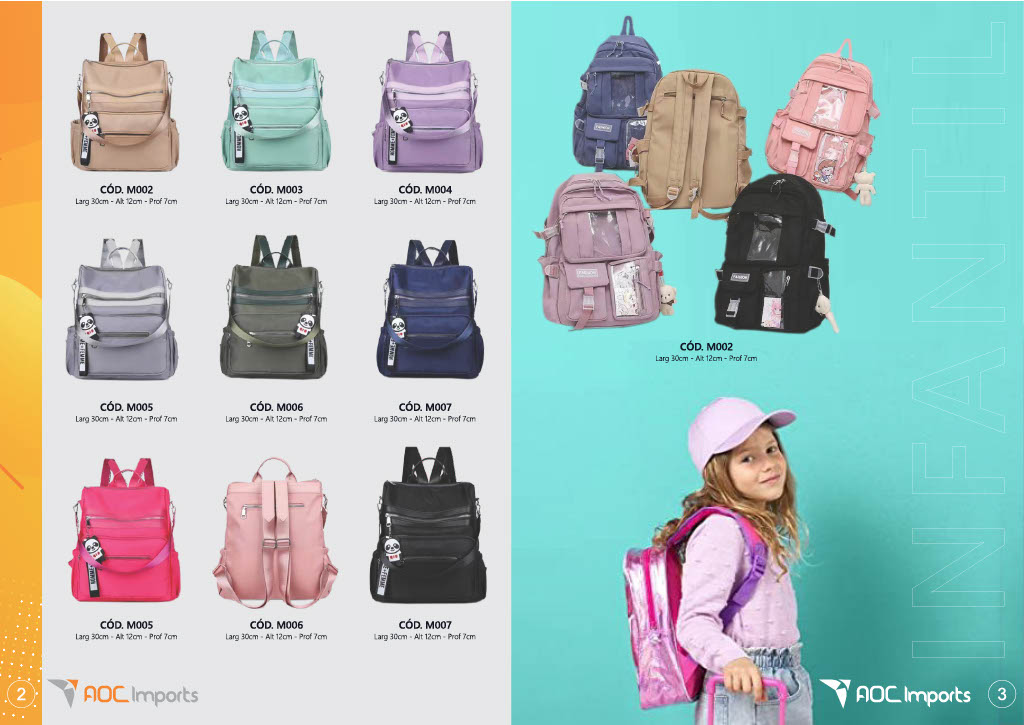 CÓD. M002
Larg 30cm - Alt 12cm - Prof 7cm
CÓD. M003
Larg 30cm - Alt 12cm - Prof 7cm
CÓD. M004
Larg 30cm - Alt 12cm - Prof 7cm
CÓD. M005
Larg 30cm - Alt 12cm - Prof 7cm
CÓD. M006
Larg 30cm - Alt 12cm - Prof 7cm
CÓD. M007
Larg 30cm - Alt 12cm - Prof 7cm
CÓD. M005
Larg 30cm - Alt 12cm - Prof 7cm
CÓD. M006
Larg 30cm - Alt 12cm - Prof 7cm
CÓD. M007
Larg 30cm - Alt 12cm - Prof 7cm
2
AOC Imports
CÓD. M002
Larg 30cm - Alt 12cm - Prof 7cm
INFANTIL
AOC Imports
3